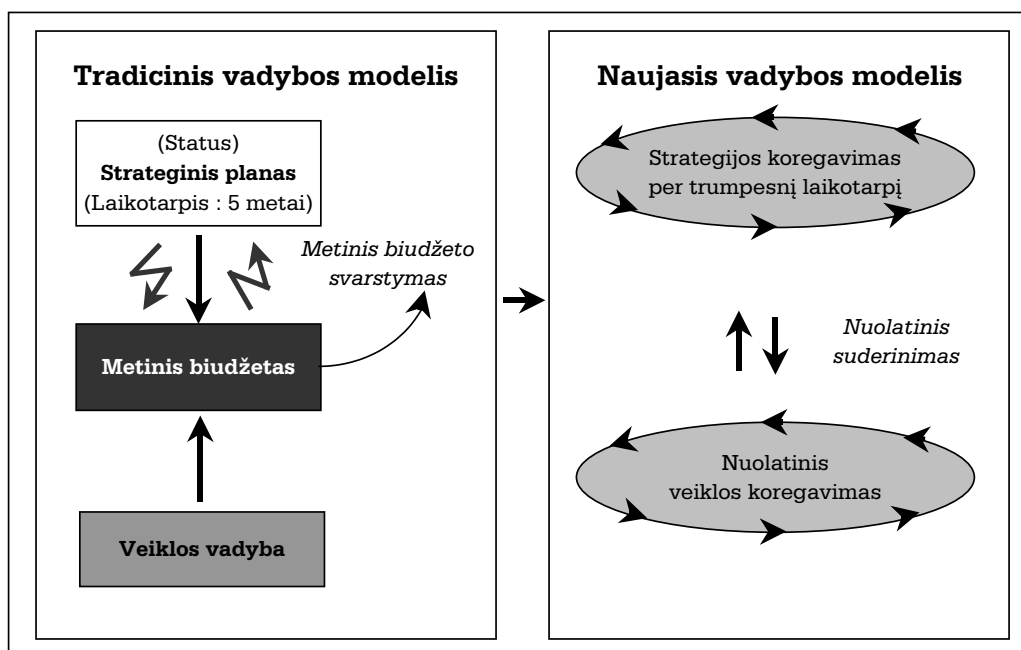 Tradicinis vadybos modelis
(Status)
Strateginis planas
(Laikotarpis : 5 metai)
Metinis biudžeto
svarstymas
Metinis biudžetas
Veiklos vadyba
Naujasis vadybos modelis
Strategijos koregavimas
per trumpesnį laikotarpį
Nuolatinis
suderinimas
Nuolatinis
veiklos koregavimas